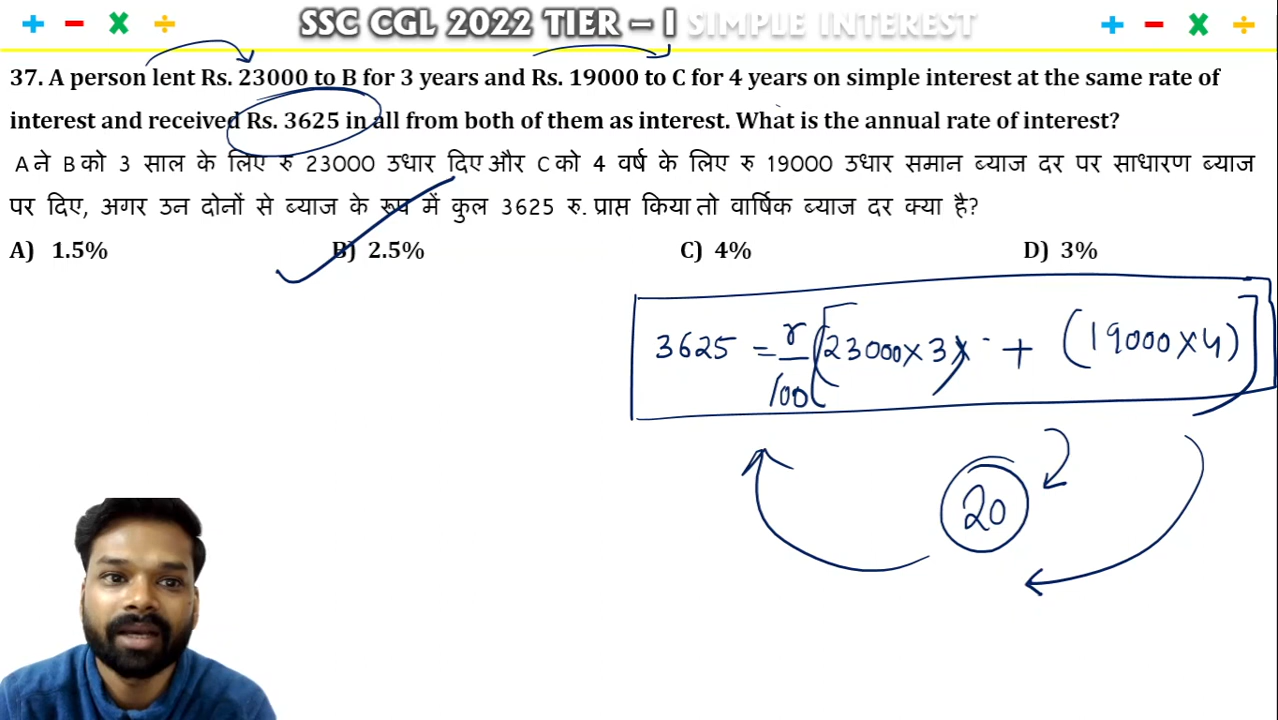 + − × ÷ SSC CGL 2022 TIER – I SIMPLE INTEREST + − × ÷
37. A person lent Rs. 23000 to B for 3 years and Rs. 19000 to C for 4 years on simple interest at the same rate of
interest and received Rs. 3625 in all from both of them as interest. What is the annual rate of interest?
A ने B को 3 साल के लिए रु 23000 उधार दिए और C को 4 वर्ष के लिए रु 19000 उधार समान ब्याज दर पर साधारण ब्याज
पर दिए, अगर उन दोनों से ब्याज के रूप में कुल 3625 रु. प्राप्त किया तो वार्षिक ब्याज दर क्या है?
A) 1.5% B) 2.5% C) 4% D) 3%
3625 = r/100 [(23000×3) + (19000×4)]
20